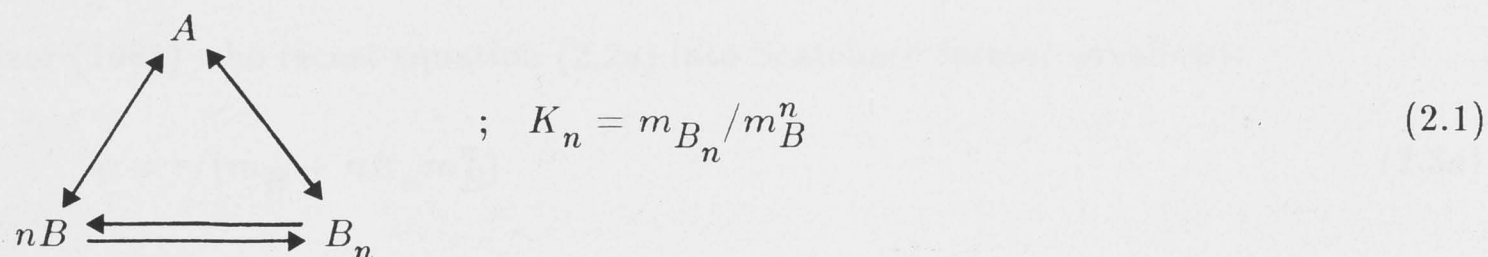 A
; K_n = m_{B_n}/m_B^n (2.1)
nB B_n